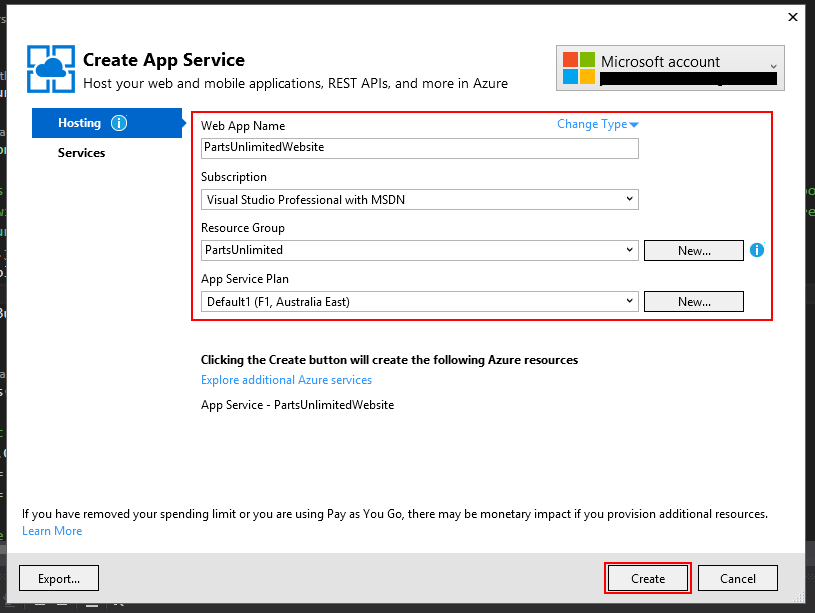 Create App Service
Host your web and mobile applications, REST APIs, and more in Azure
Microsoft account
Hosting
Services
Web App Name
Change Type
PartsUnlimitedWebsite
Subscription
Visual Studio Professional with MSDN
Resource Group
PartsUnlimited
New...
App Service Plan
Default1 (F1, Australia East)
New...
Clicking the Create button will create the following Azure resources
Explore additional Azure services
App Service - PartsUnlimitedWebsite
If you have removed your spending limit or you are using Pay as You Go, there may be monetary impact if you provision additional resources.
Learn More
Export...
Create
Cancel